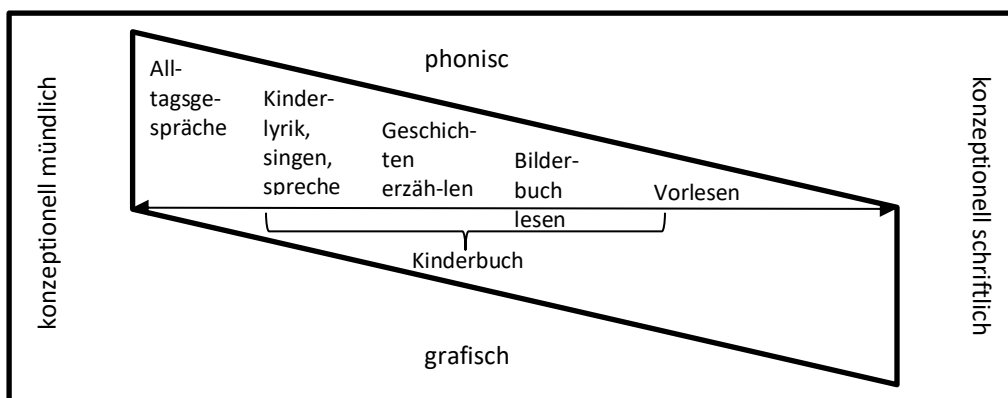 phonisc
konzeptionell mündlich
All-
tagsge-
spräche
Kinder-
lyrik,
singen,
spreche
Geschich-
ten
erzäh-len
Bilder-
buch
lesen
Vorlesen
konzeptionell schriftlich
Kinderbuch
grafisch